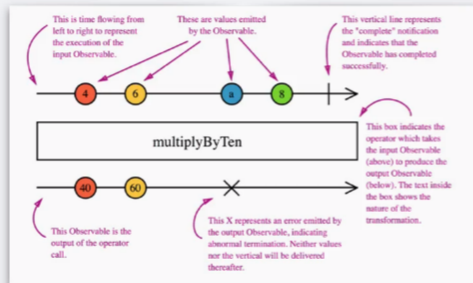 This is time flowing from
left to right to represent
the execution of the
input Observable.
These are values emitted
by the Observable.
This vertical line represents
the "complete" notification
and indicates that the
Observable has completed
successfully.
4
6
a
8
multiplyByTen
This box indicates the
operator which takes
the input Observable
(above) to produce the
output Observable
(below). The text inside
the box shows the
nature of the
transformation.
40
60
This Observable is the
output of the operator
call.
This X represents an error emitted by
the output Observable, indicating
abnormal termination. Neither values
nor the vertical will be delivered
thereafter.